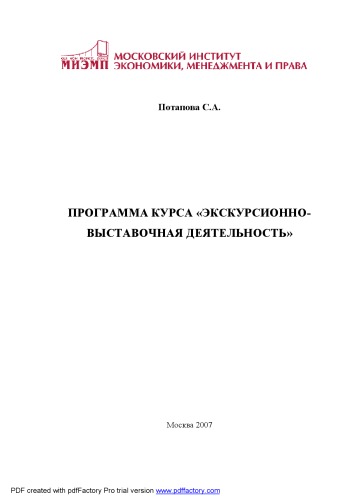 МИЭМП
МОСКОВСКИЙ ИНСТИТУТ
ЭКОНОМИКИ, МЕНЕДЖМЕНТА И ПРАВА
Потапова С.А.
ПРОГРАММА КУРСА «ЭКСКУРСИОННО-
ВЫСТАВОЧНАЯ ДЕЯТЕЛЬНОСТЬ»
Москва 2007
PDF created with pdfFactory Pro trial version www.pdffactory.com